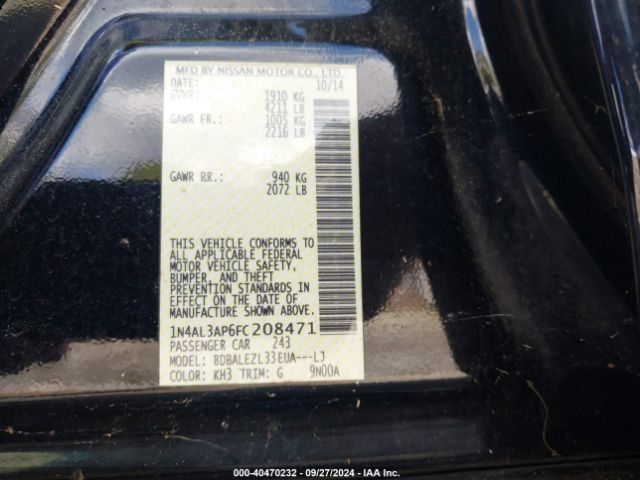 MFD BY NISSAN MOTOR CO., LTD.
DATE: 10/14
GVWR: 1910 KG
4211 LB
GAWR FR.: 1005 KG
2216 LB
GAWR RR.: 940 KG
2072 LB
THIS VEHICLE CONFORMS TO
ALL APPLICABLE FEDERAL
MOTOR VEHICLE SAFETY,
BUMPER, AND THEFT
PREVENTION STANDARDS IN
EFFECT ON THE DATE OF
MANUFACTURE SHOWN ABOVE.
1N4AL3AP6FC208471
PASSENGER CAR 243
MODEL: BDBALEZL33EUA---LJ
COLOR: KH3 TRIM: G 9N00A
000-40470232 - 09/27/2024 - IAA Inc.